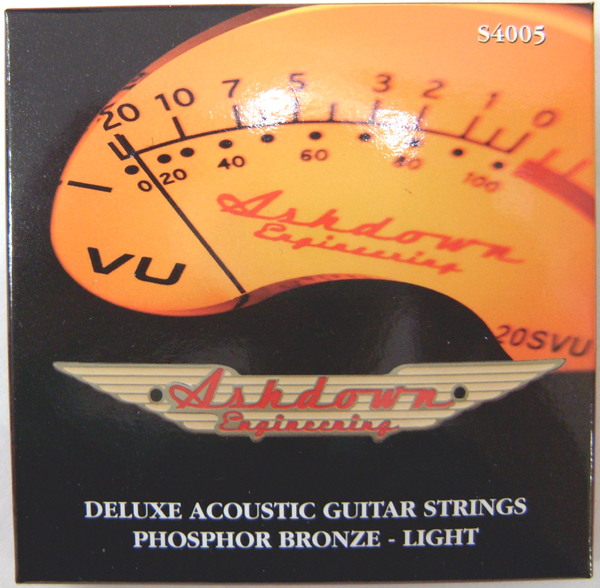 S4005
20 10 7 5 3 2 1 0
0 20 40 60 80 100
Ashdown
Engineering
VU
20SVU
Ashdown
Engineering
DELUXE ACOUSTIC GUITAR STRINGS
PHOSPHOR BRONZE - LIGHT